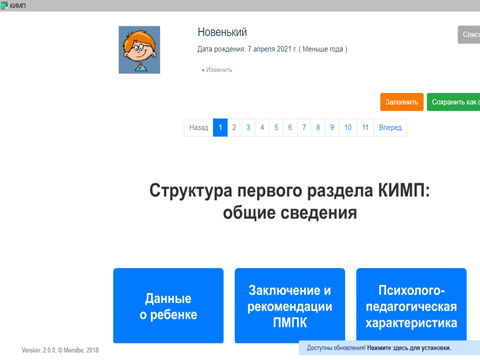 КИМП
Новенький
Дата рождения: 7 апреля 2021 г. ( Меньше года )
Изменить
Заполнить
Сохранить как
Назад 1 2 3 4 5 6 7 8 9 10 11 Вперед
Структура первого раздела КИМП:
общие сведения
Данные
о ребенке
Заключение и
рекомендации
ПМПК
Психолого-
педагогическая
характеристика
Доступны обновления! Нажмите здесь для установки.
Version: 2.0.0, © Mersibo, 2018